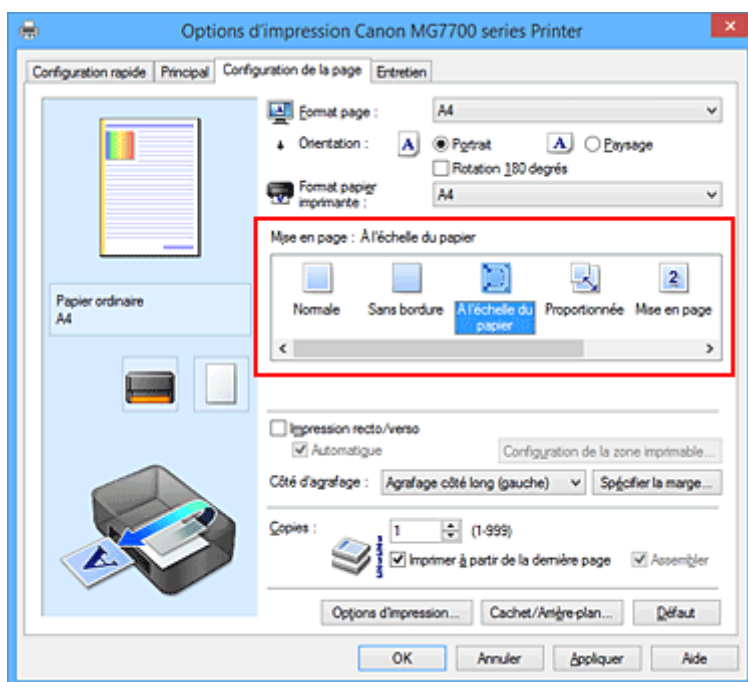 Options d'impression Canon MG7700 series Printer
Configuration rapide Principal Configuration de la page Entretien
Format page : A4
Orientation : A Portrait A Paysage
Rotation 180 degrés
Format papier
imprimante : A4
Mise en page : À l'échelle du papier
2
Normale Sans bordure À l'échelle du Proportionnée Mise en page
papier
Papier ordinaire
A4
Impression recto/verso
Automatique Configuration de la zone imprimable...
Côté d'agrafage : Agrafage côté long (gauche) Spécifier la marge...
Copies : 1 (1-999)
Imprimer à partir de la dernière page Assembler
Options d'impression... Cachet/Arrière-plan... Défaut
OK Annuler Appliquer Aide